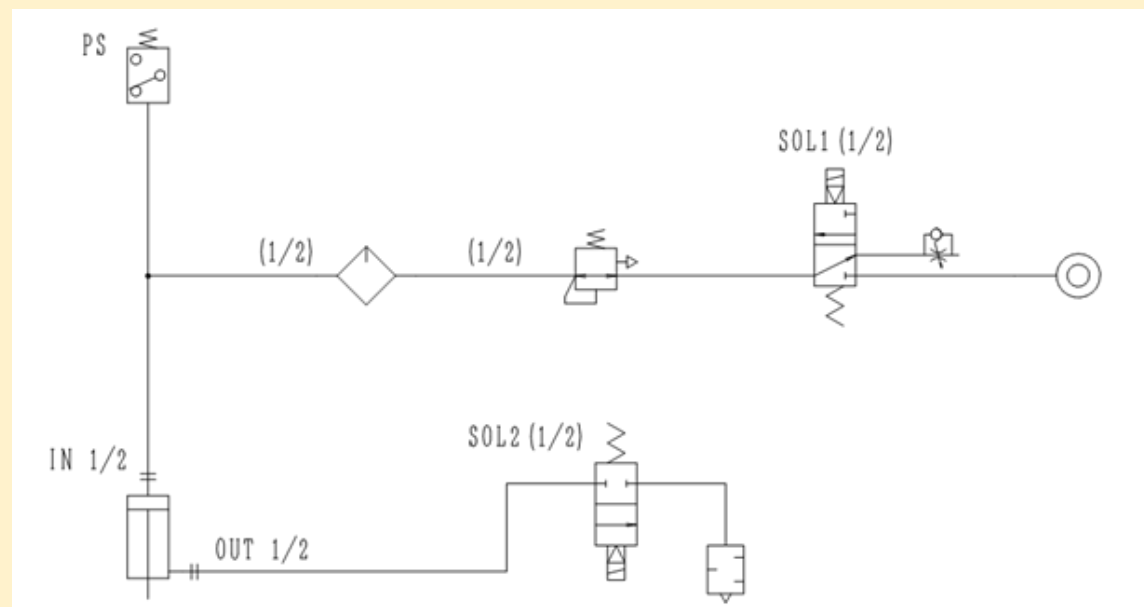 PS
SOL1(1/2)
(1/2)
(1/2)
SOL2(1/2)
IN 1/2
OUT 1/2